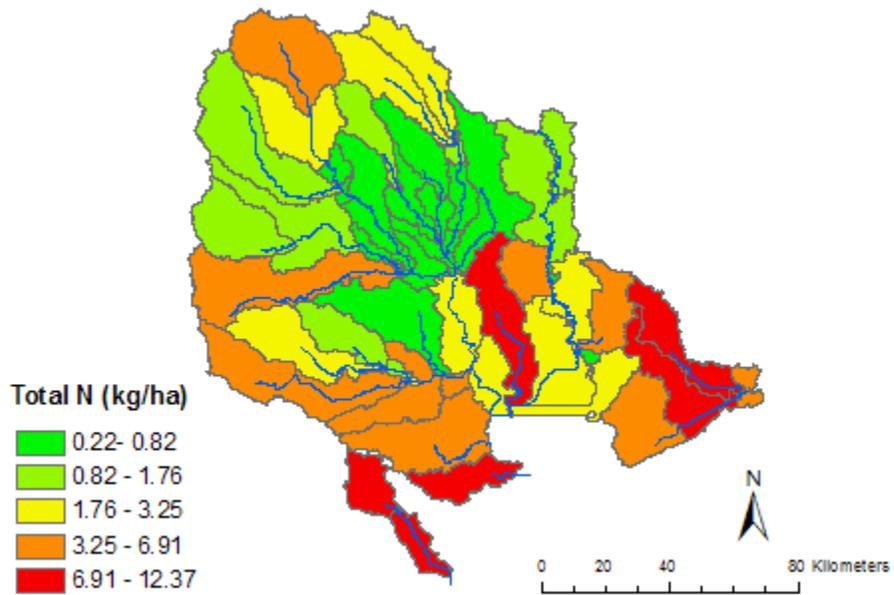 Total N (kg/ha)
0.22- 0.82
0.82 - 1.76
1.76 - 3.25
3.25 - 6.91
6.91 - 12.37
N
0 20 40 80 Kilometers